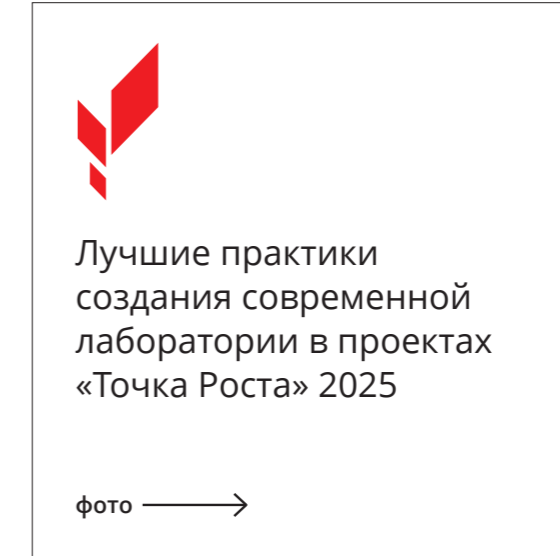 Лучшие практики
создания современной
лаборатории в проектах
«Точка Роста» 2025
фото